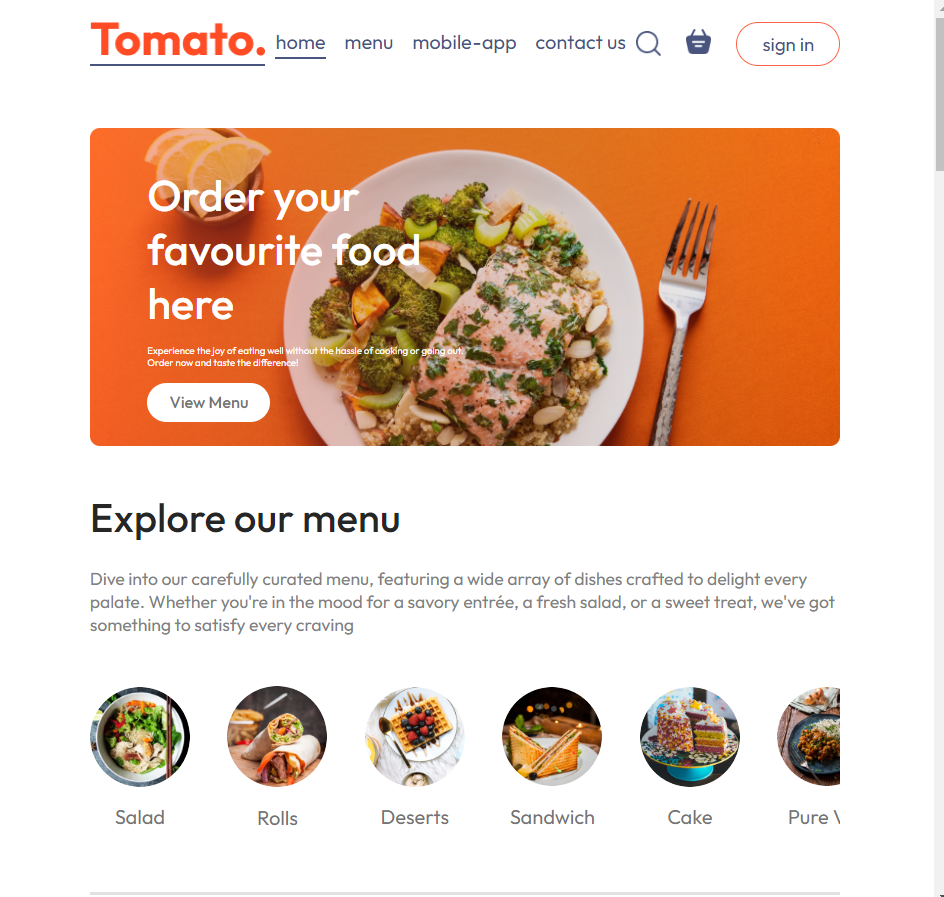 Tomato. home menu mobile-app contact us sign in
Order your
favourite food
here
Experience the joy of eating well without the hassle of cooking or going out.
Order now and taste the difference!
View Menu
Explore our menu
Dive into our carefully curated menu, featuring a wide array of dishes crafted to delight every
palate. Whether you're in the mood for a savory entrée, a fresh salad, or a sweet treat, we've got
something to satisfy every craving
Salad Rolls Deserts Sandwich Cake Pure